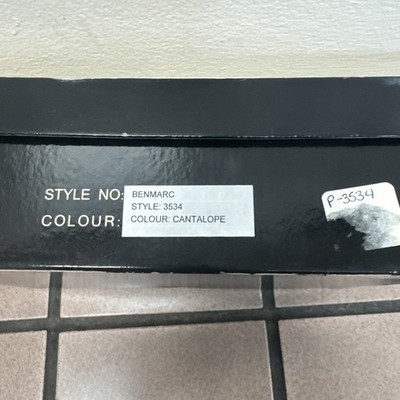 STYLE NO: BENMARC
STYLE: 3534
COLOUR: COLOUR: CANTALOPE
P-3534